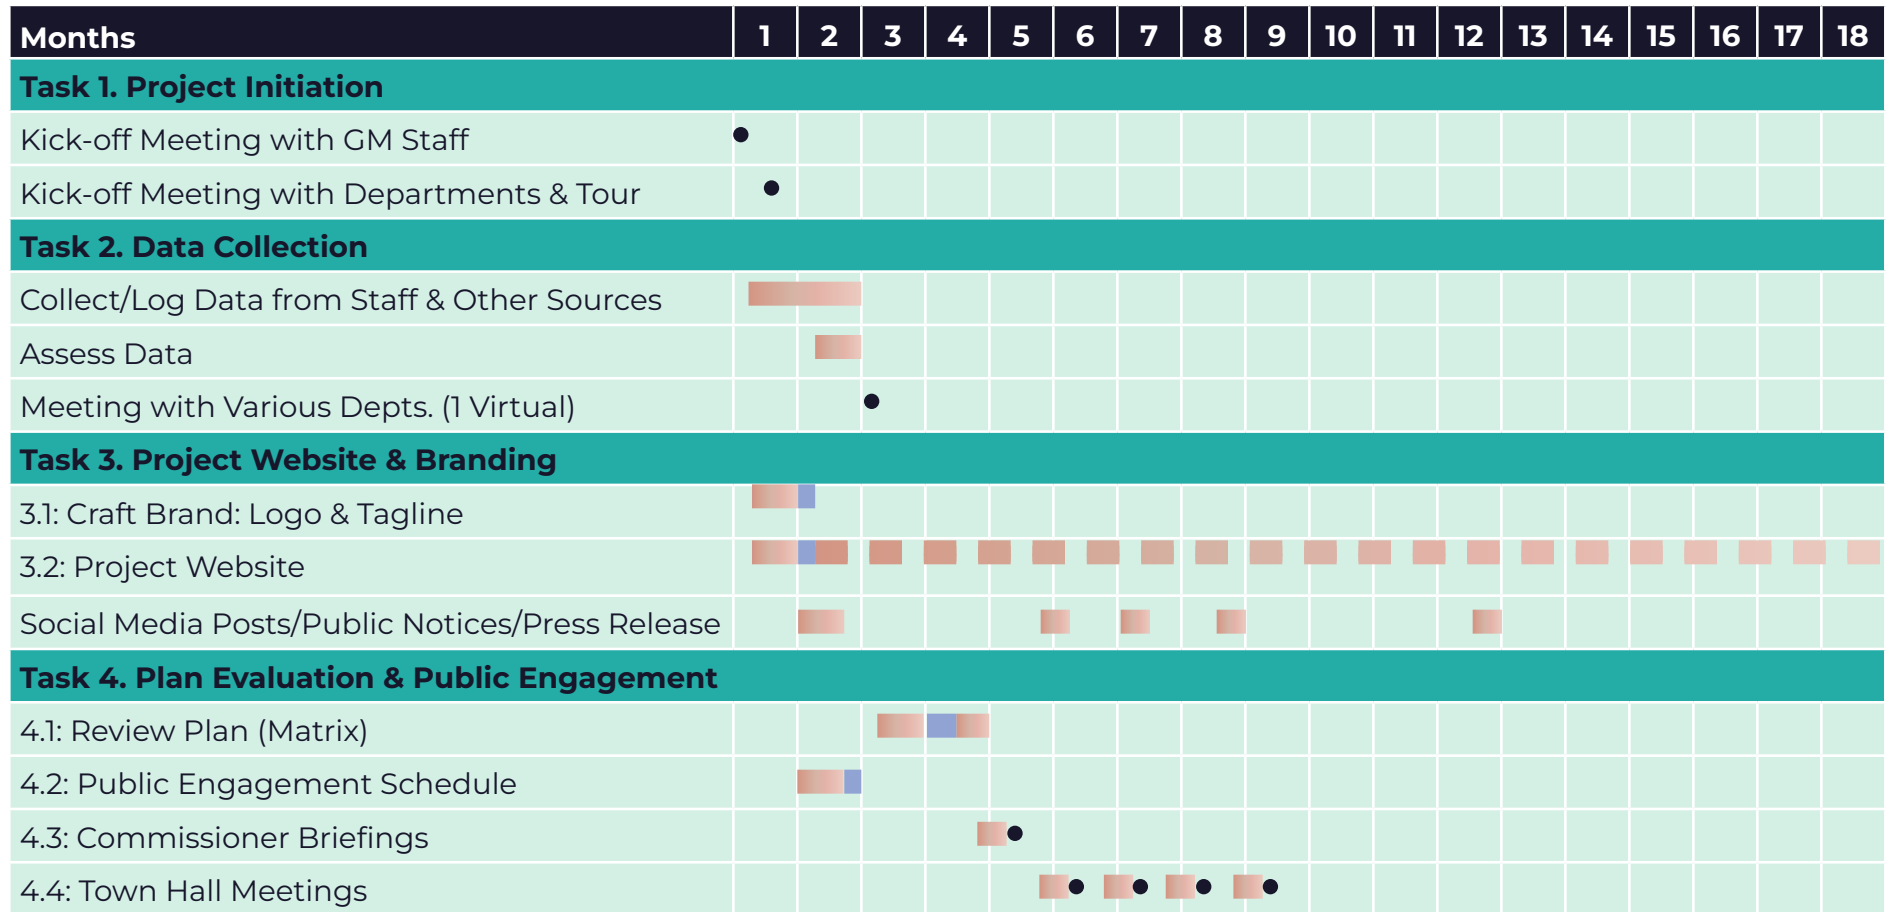 Months 1 2 3 4 5 6 7 8 9 10 11 12 13 14 15 16 17 18
Task 1. Project Initiation
Kick-off Meeting with GM Staff
Kick-off Meeting with Departments & Tour
Task 2. Data Collection
Collect/Log Data from Staff & Other Sources
Assess Data
Meeting with Various Depts. (1 Virtual)
Task 3. Project Website & Branding
3.1: Craft Brand: Logo & Tagline
3.2: Project Website
Social Media Posts/Public Notices/Press Release
Task 4. Plan Evaluation & Public Engagement
4.1: Review Plan (Matrix)
4.2: Public Engagement Schedule
4.3: Commissioner Briefings
4.4: Town Hall Meetings